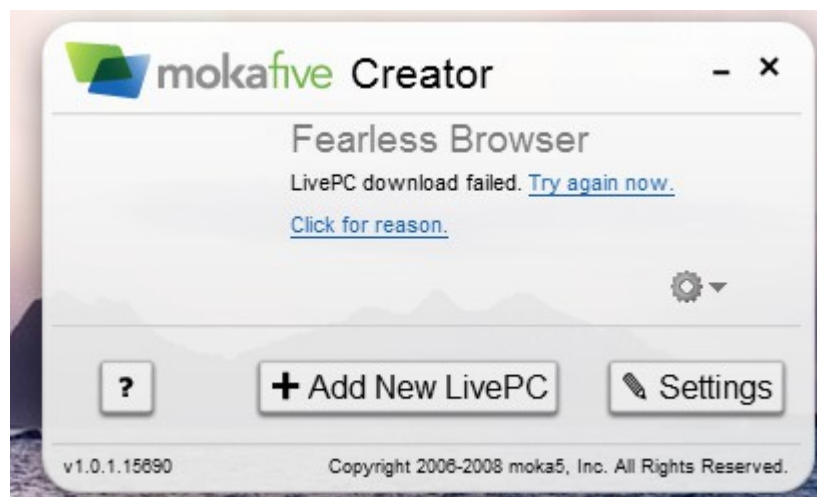 mokafive Creator
Fearless Browser
LivePC download failed. Try again now.
Click for reason.
?
+ Add New LivePC
Settings
v1.0.1.15690
Copyright 2006-2008 moka5, Inc. All Rights Reserved.